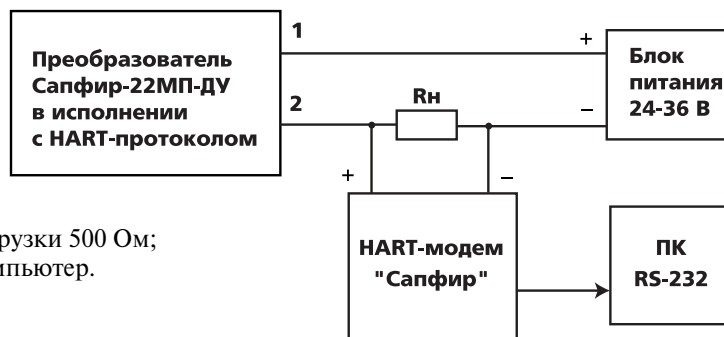 Преобразователь
Сапфир-22МП-ДУ
в исполнении
с HART-протоколом
1
2
Rн
+
–
Блок
питания
24-36 В
+
–
рузки 500 Ом;
пьютер.
HART-модем
"Сапфир"
ПК
RS-232